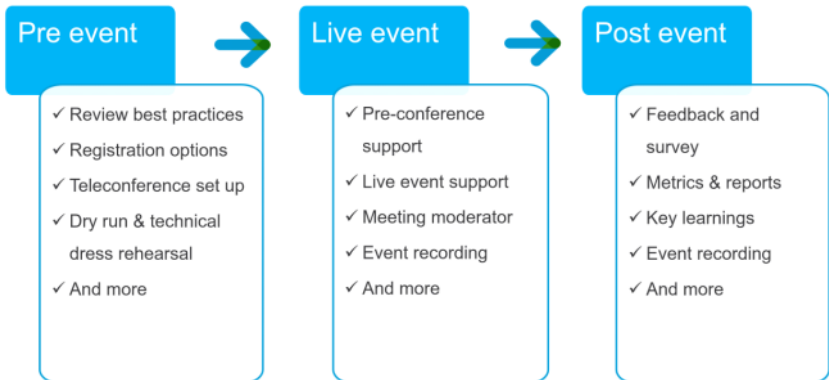 Pre event
✓ Review best practices
✓ Registration options
✓ Teleconference set up
✓ Dry run & technical
dress rehearsal
✓ And more
Live event
✓ Pre-conference
support
✓ Live event support
✓ Meeting moderator
✓ Event recording
✓ And more
Post event
✓ Feedback and
survey
✓ Metrics & reports
✓ Key learnings
✓ Event recording
✓ And more